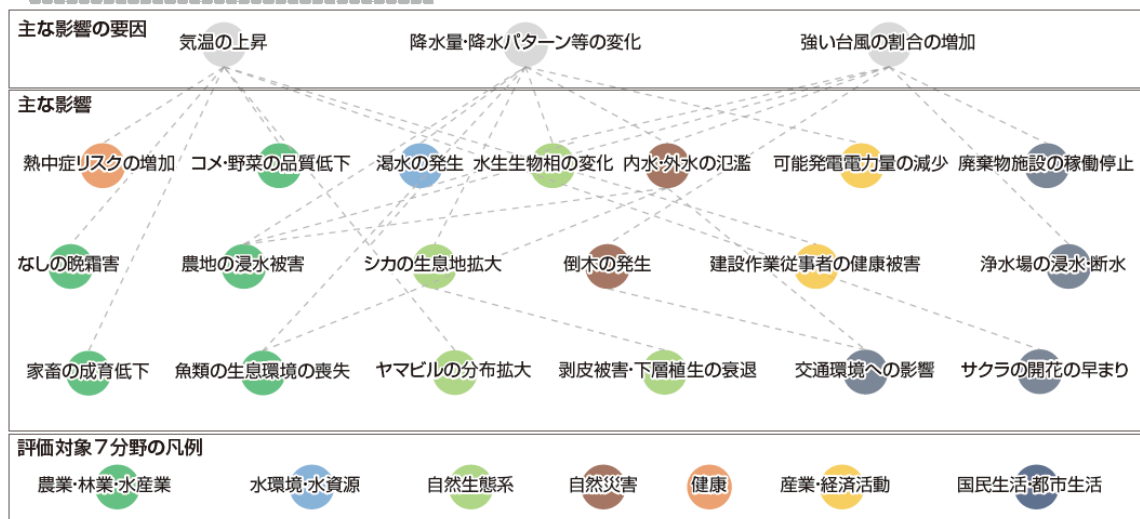 主な影響の要因
気温の上昇
降水量・降水パターン等の変化
強い台風の割合の増加
主な影響
熱中症リスクの増加
コメ・野菜の品質低下
渇水の発生
水生生物相の変化
内水・外水の氾濫
可能発電電力量の減少
廃棄物施設の稼働停止
なしの晩霜害
農地の浸水被害
シカの生息地拡大
倒木の発生
建設作業従事者の健康被害
浄水場の浸水・断水
家畜の成育低下
魚類の生息環境の喪失
ヤマビルの分布拡大
剥皮被害・下層植生の衰退
交通環境への影響
サクラの開花の早まり
評価対象7分野の凡例
農業・林業・水産業
水環境・水資源
自然生態系
自然災害
健康
産業・経済活動
国民生活・都市生活